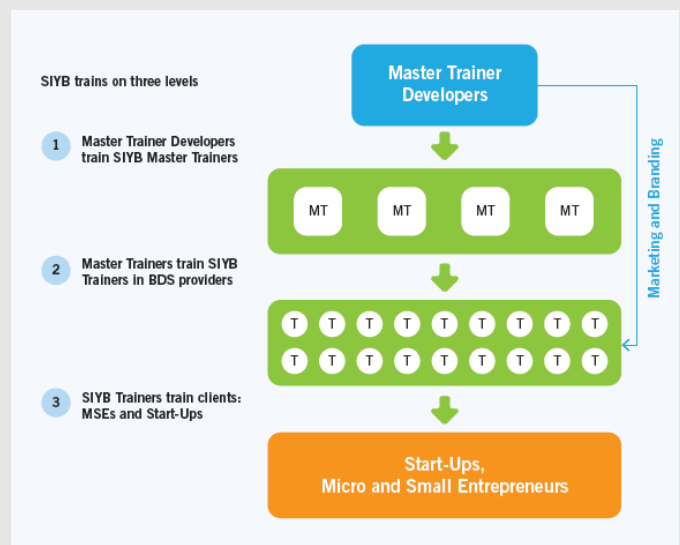 SIYB trains on three levels
Master Trainer
Developers
1
Master Trainer Developers
train SIYB Master Trainers
MT MT MT MT
Marketing and Branding
2
Master Trainers train SIYB
Trainers in BDS providers
T T T T T T T T T
T T T T T T T T T
3
SIYB Trainers train clients:
MSEs and Start-Ups
Start-Ups,
Micro and Small Entrepreneurs